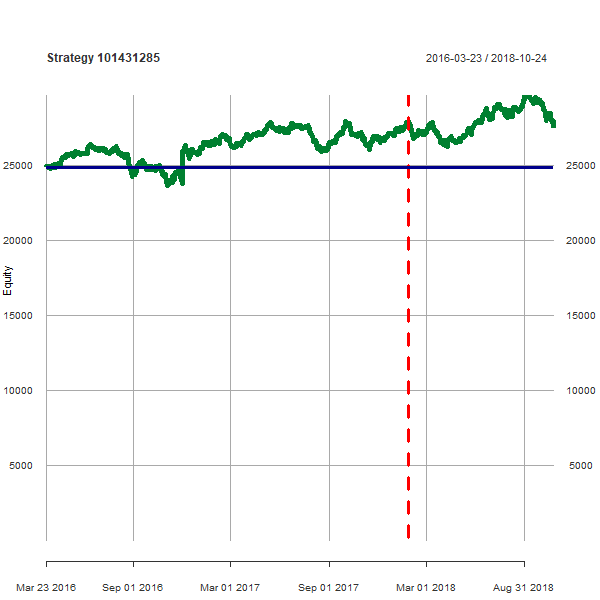 Strategy 101431285
2016-03-23 / 2018-10-24
25000
25000
20000
20000
Equity
15000
15000
10000
10000
5000
5000
Mar 23 2016
Sep 01 2016
Mar 01 2017
Sep 01 2017
Mar 01 2018
Aug 31 2018